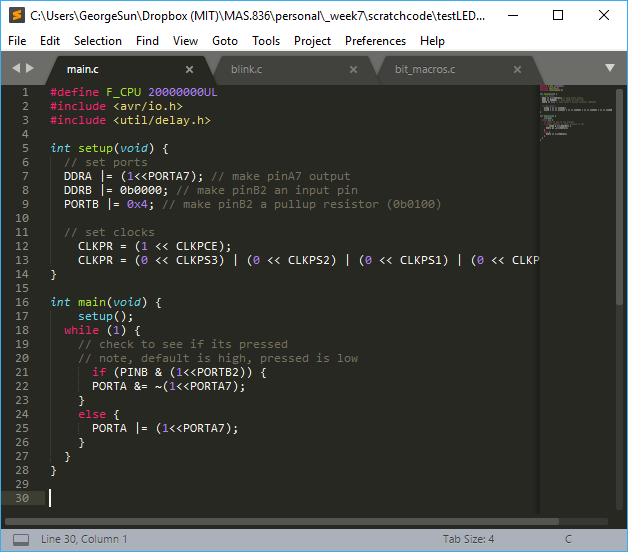 C:\Users\GeorgeSun\Dropbox (MIT)\MAS.836\personal\_week7\scratchcode\testLED...
File Edit Selection Find View Goto Tools Project Preferences Help
main.c × blink.c × bit_macros.c ×
1 #define F_CPU 20000000UL
2 #include <avr/io.h>
3 #include <util/delay.h>
4
5 int setup(void) {
6   // set ports
7   DDRA |= (1<<PORTA7); // make pinA7 output
8   DDRB |= 0b0000; // make pinB2 an input pin
9   PORTB |= 0x4; // make pinB2 a pullup resistor (0b0100)
10
11   // set clocks
12     CLKPR = (1 << CLKPCE);
13     CLKPR = (0 << CLKPS3) | (0 << CLKPS2) | (0 << CLKPS1) | (0 << CLKP
14 }
15
16 int main(void) {
17     setup();
18   while (1) {
19     // check to see if its pressed
20     // note, default is high, pressed is low
21       if (PINB & (1<<PORTB2)) {
22       PORTA &= ~(1<<PORTA7);
23     }
24     else {
25       PORTA |= (1<<PORTA7);
26     }
27   }
28 }
29
30
Line 30, Column 1 Tab Size: 4 C